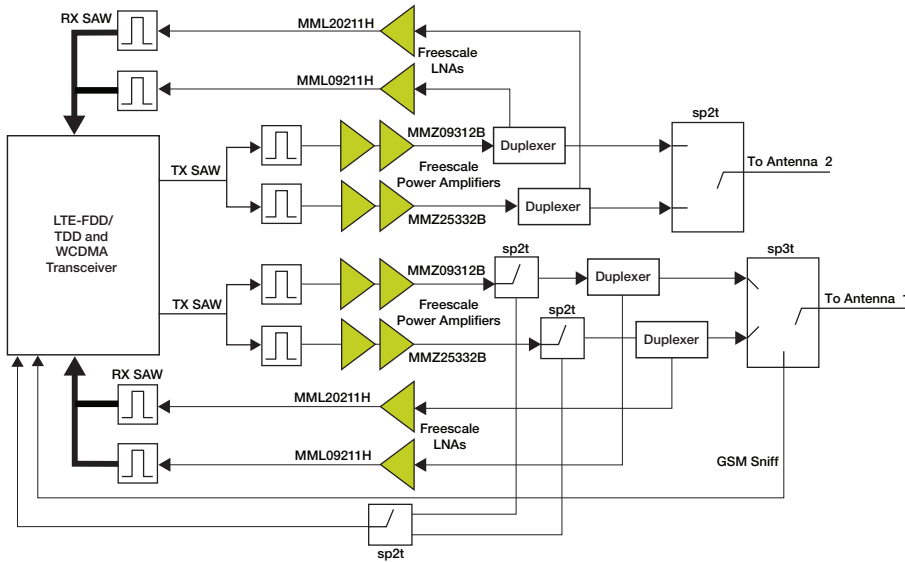 RX SAW
MML20211H
Freescale
LNAs
MML09211H
sp2t
TX SAW
MMZ09312B
Duplexer
To Antenna 2
Freescale
Power Amplifiers
Duplexer
MMZ25332B
LTE-FDD/
TDD and
WCDMA
Transceiver
sp2t
sp3t
MMZ09312B
Duplexer
TX SAW
Freescale
Power Amplifiers
sp2t
To Antenna 1
Duplexer
MMZ25332B
RX SAW
MML20211H
Freescale
LNAs
MML09211H
GSM Sniff
sp2t